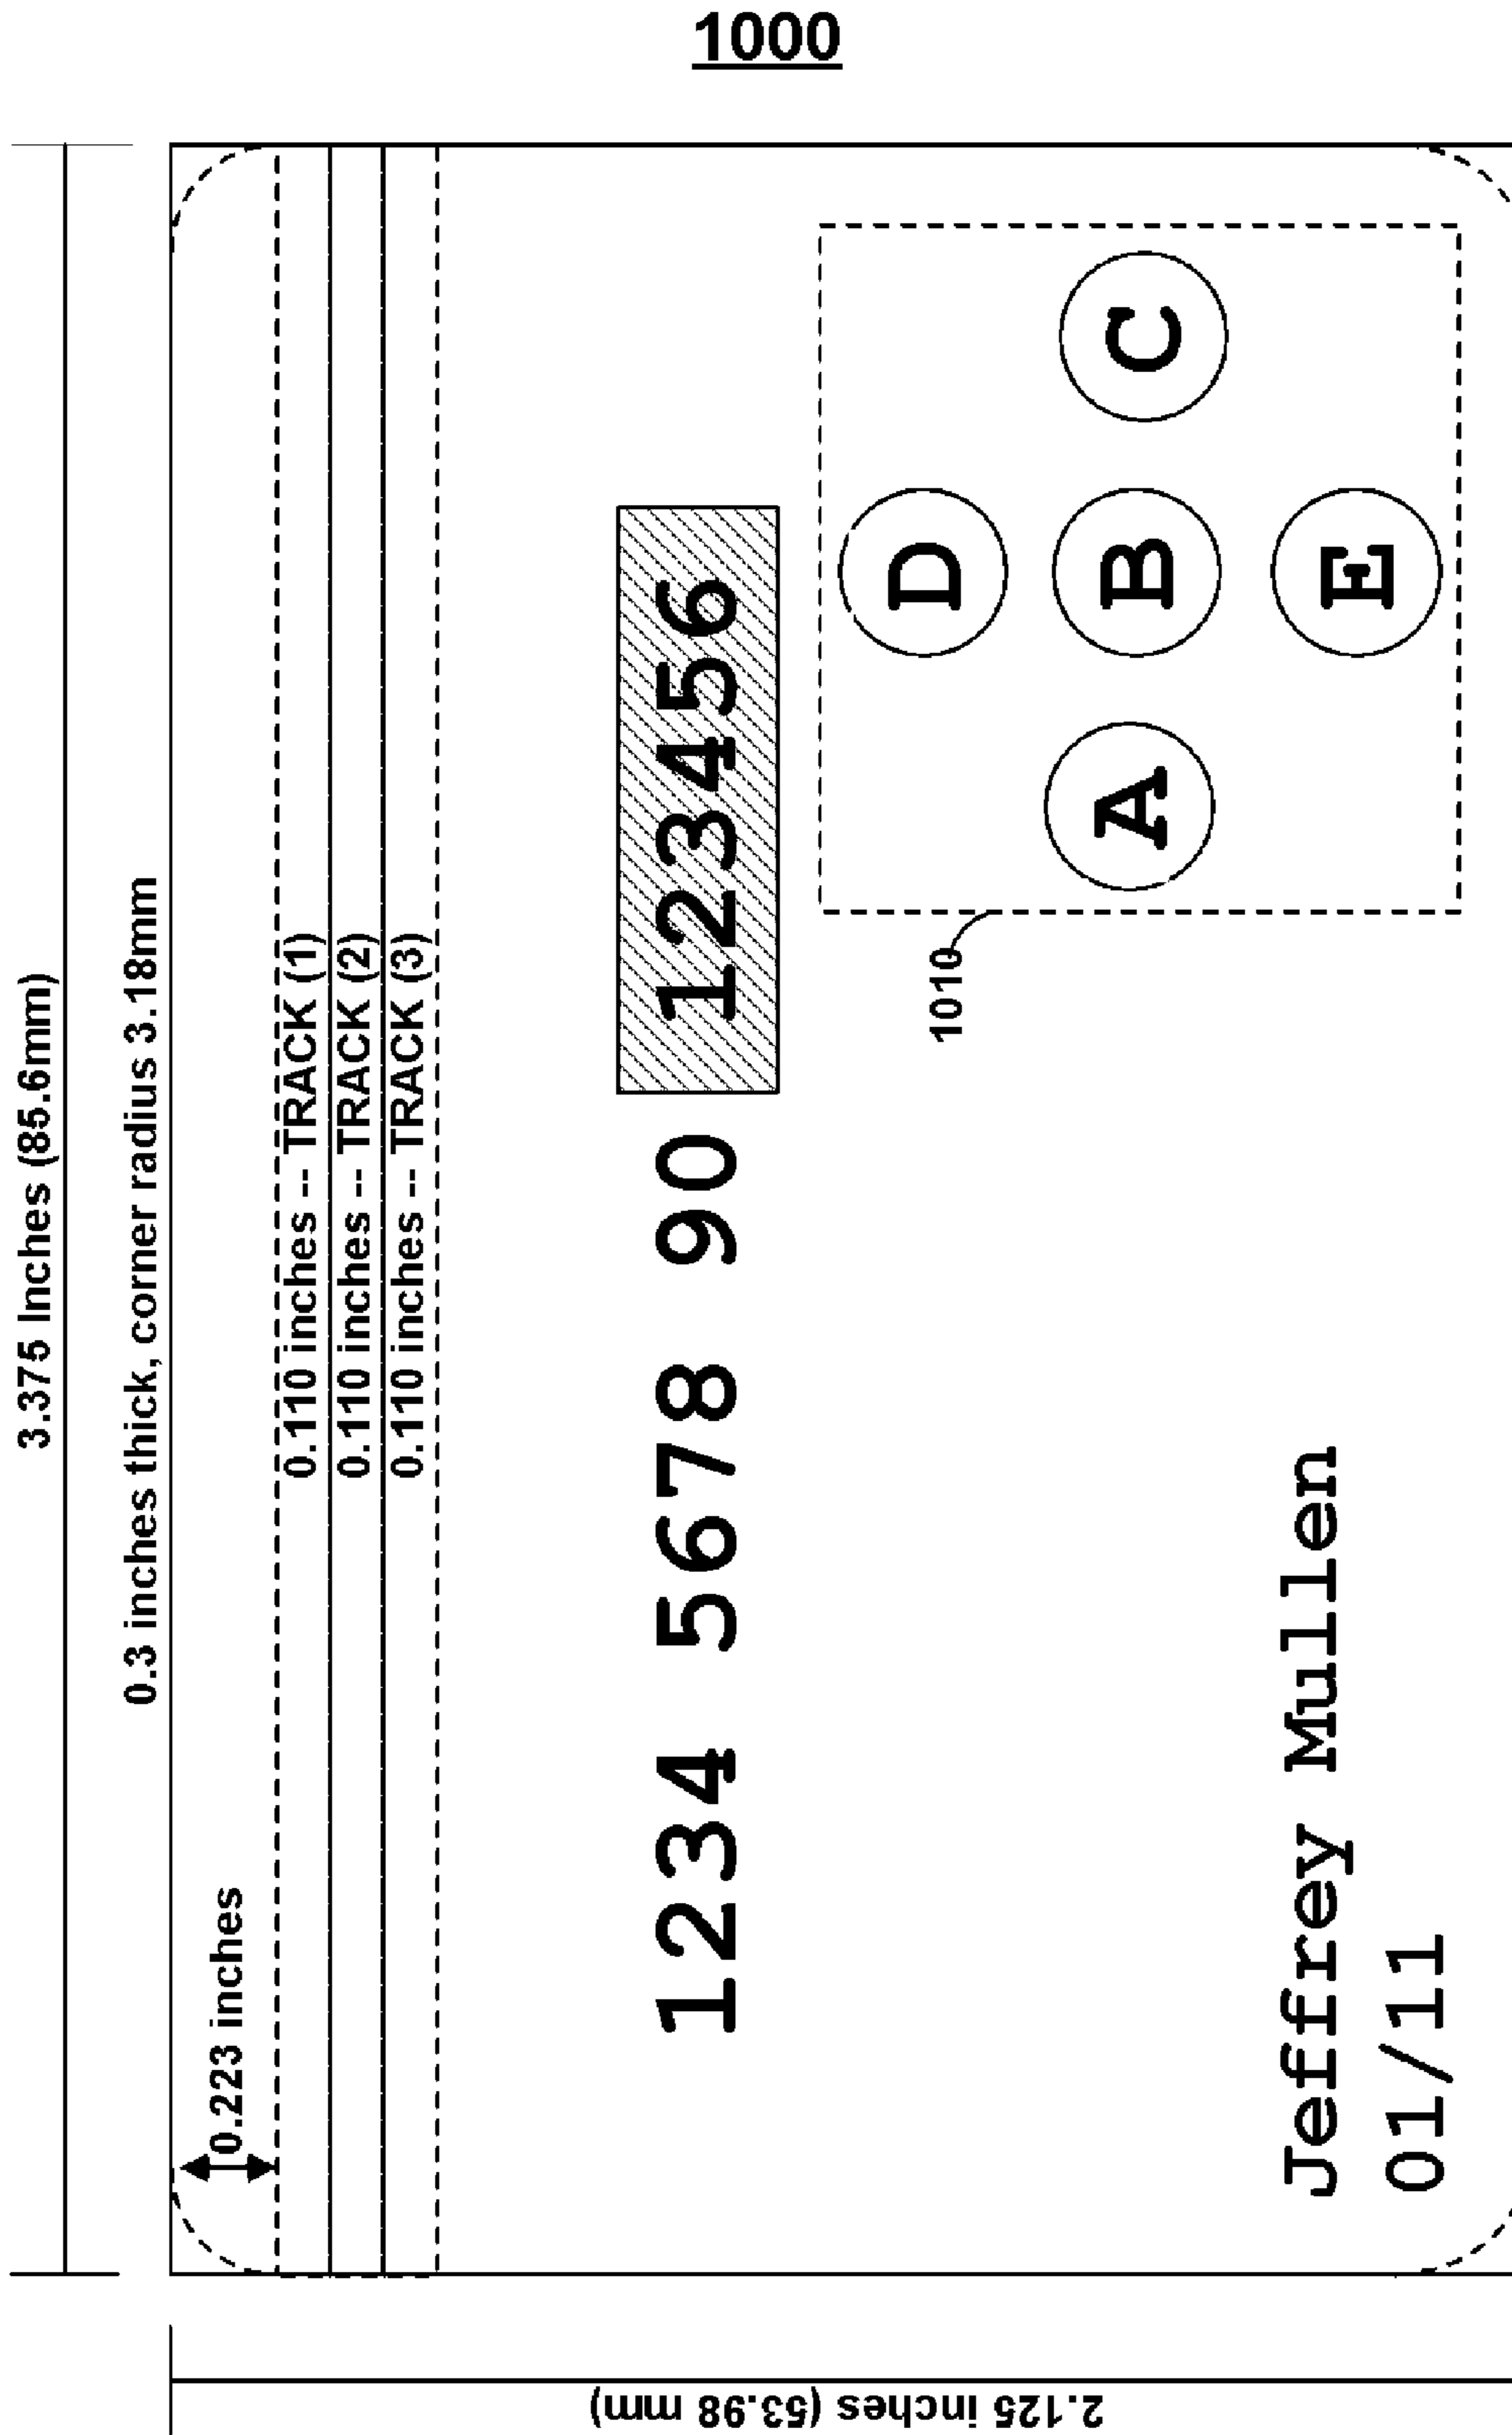 1000
3.375 Inches (85.6mm)
0.3 inches thick, corner radius 3.18mm
0.223 inches
0.110 inches -- TRACK (1)
0.110 inches -- TRACK (2)
0.110 inches -- TRACK (3)
1234 5678 90 123456
1010
D
A B C
E
Jeffrey Mullen
01/11
2.125 inches (53.98 mm)